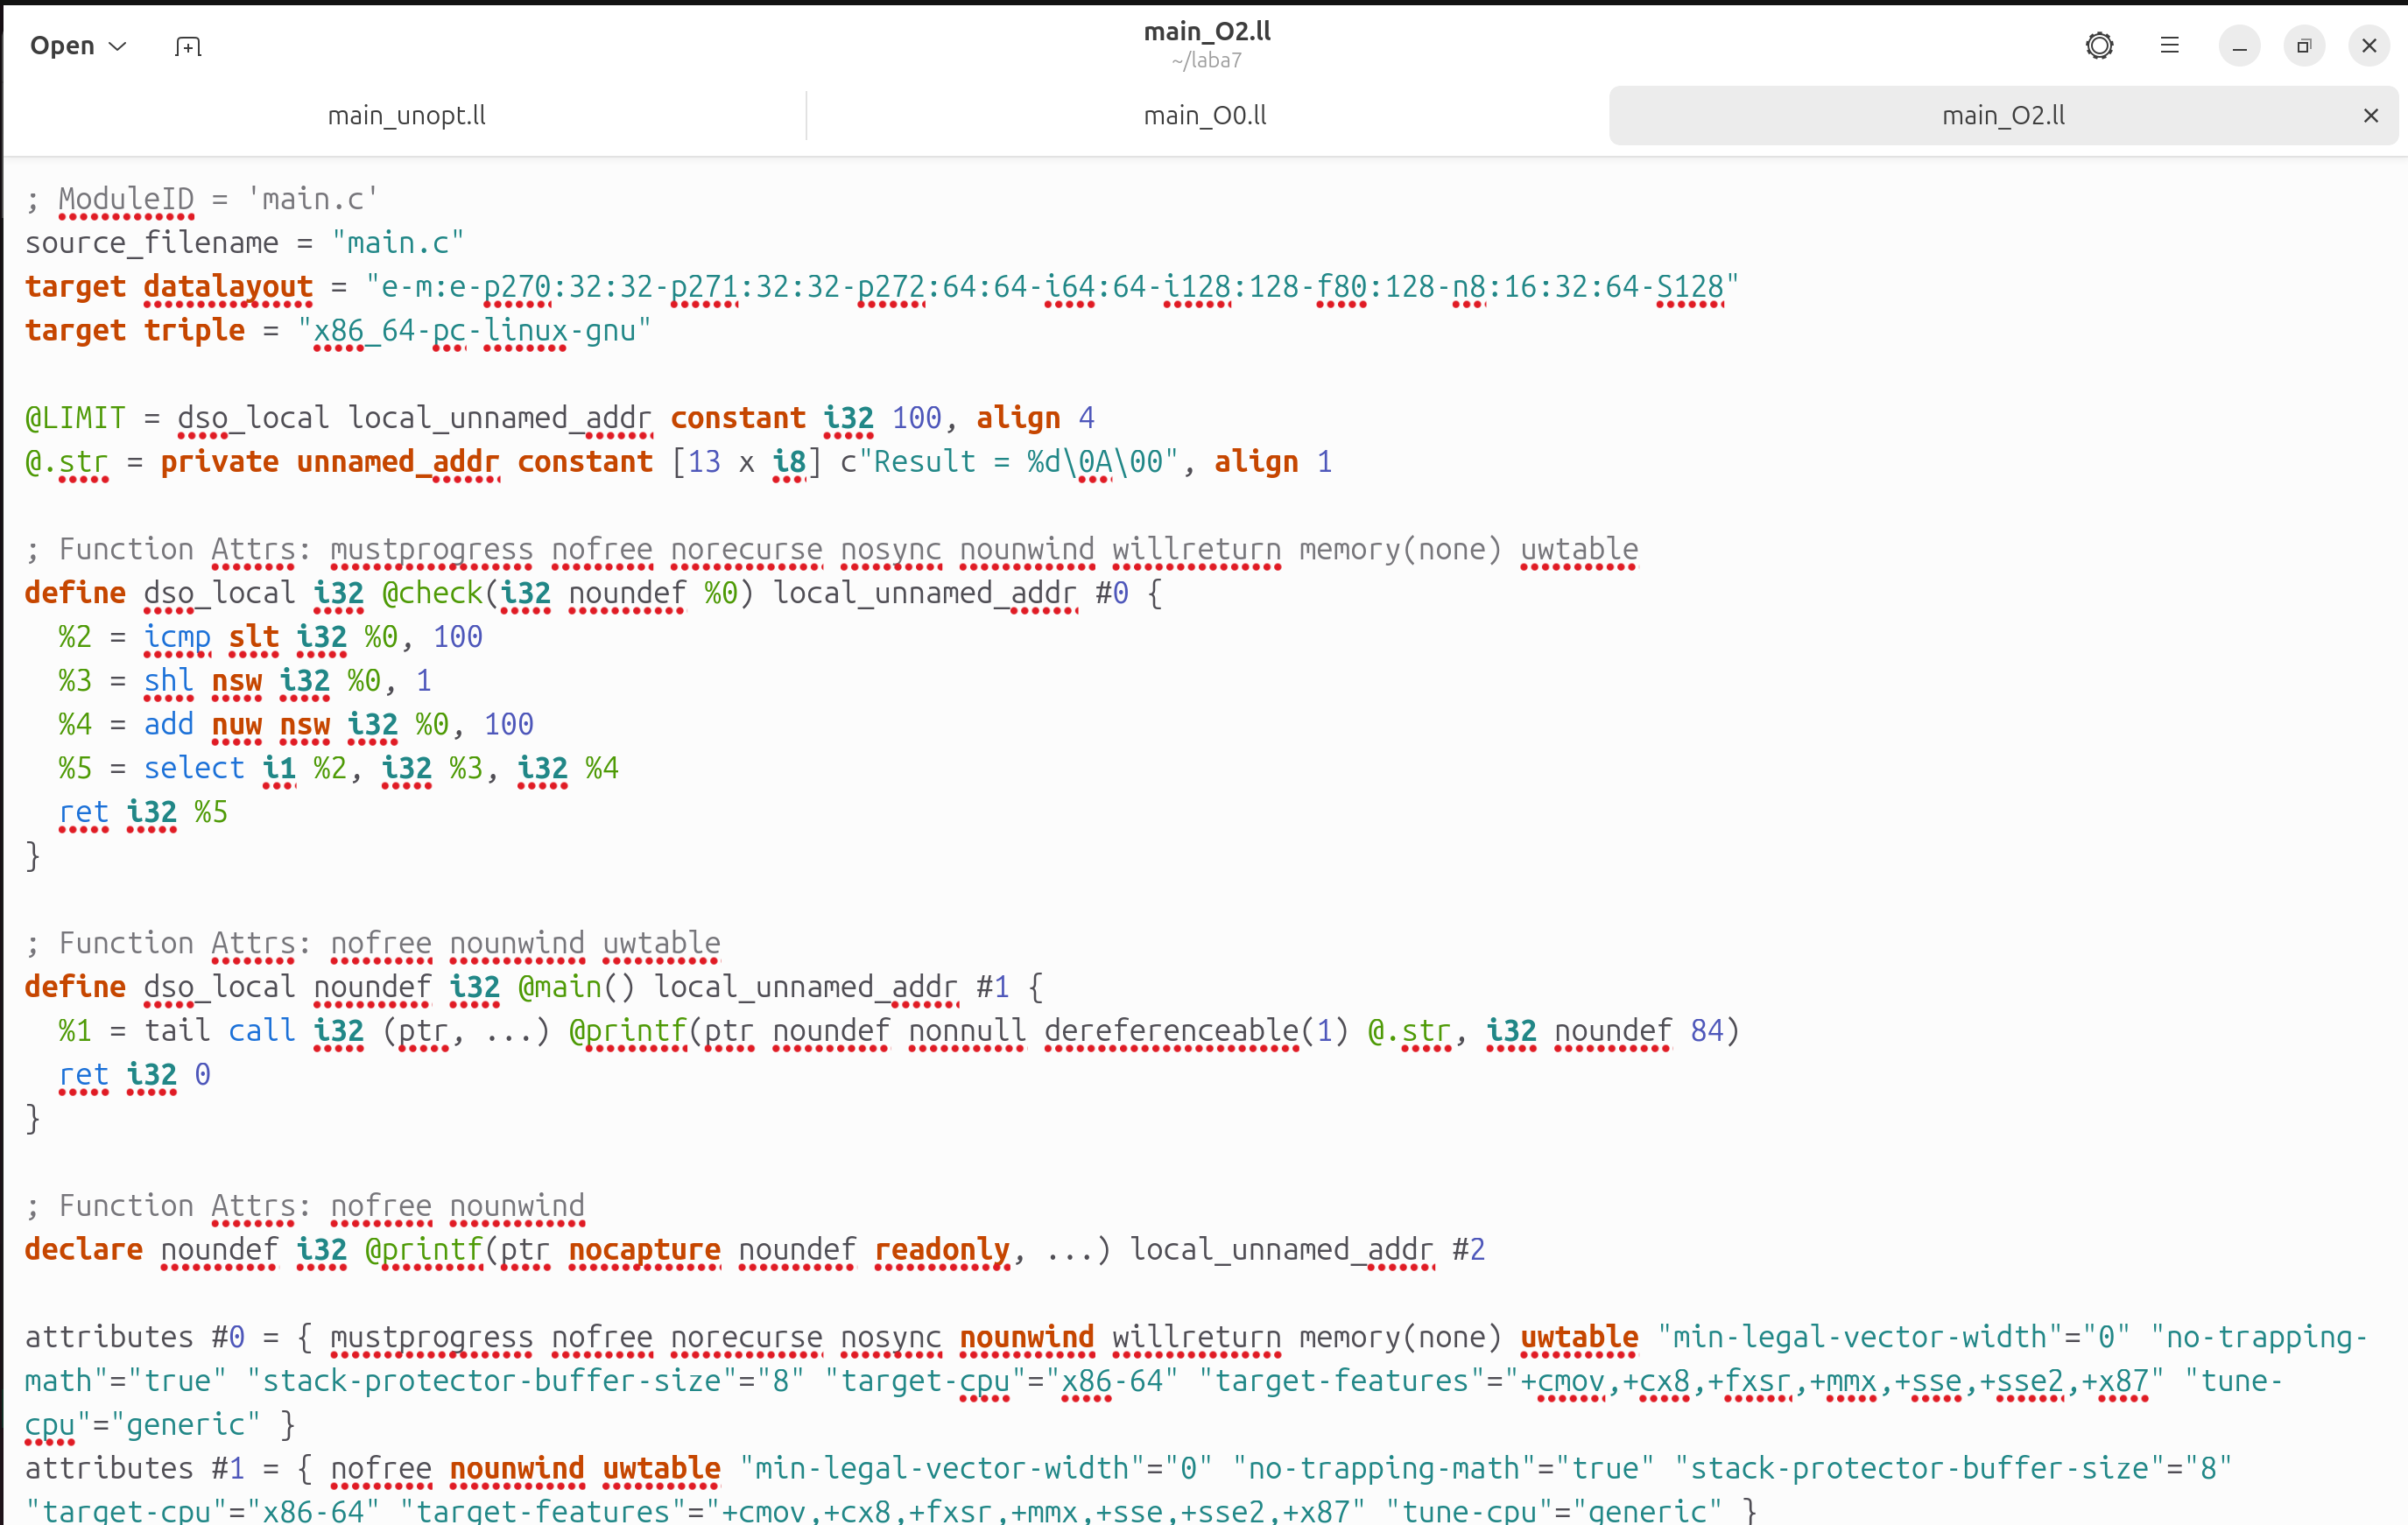 Open
main_O2.ll
~/laba7
main_unopt.ll
main_O0.ll
main_O2.ll
; ModuleID = 'main.c'
source_filename = "main.c"
target datalayout = "e-m:e-p270:32:32-p271:32:32-p272:64:64-i64:64-i128:128-f80:128-n8:16:32:64-S128"
target triple = "x86_64-pc-linux-gnu"
@LIMIT = dso_local local_unnamed_addr constant i32 100, align 4
@.str = private unnamed_addr constant [13 x i8] c"Result = %d\0A\00", align 1
; Function Attrs: mustprogress nofree norecurse nosync nounwind willreturn memory(none) uwtable
define dso_local i32 @check(i32 noundef %0) local_unnamed_addr #0 {
  %2 = icmp slt i32 %0, 100
  %3 = shl nsw i32 %0, 1
  %4 = add nuw nsw i32 %0, 100
  %5 = select i1 %2, i32 %3, i32 %4
  ret i32 %5
}
; Function Attrs: nofree nounwind uwtable
define dso_local noundef i32 @main() local_unnamed_addr #1 {
  %1 = tail call i32 (ptr, ...) @printf(ptr noundef nonnull dereferenceable(1) @.str, i32 noundef 84)
  ret i32 0
}
; Function Attrs: nofree nounwind
declare noundef i32 @printf(ptr nocapture noundef readonly, ...) local_unnamed_addr #2
attributes #0 = { mustprogress nofree norecurse nosync nounwind willreturn memory(none) uwtable "min-legal-vector-width"="0" "no-trapping-
math"="true" "stack-protector-buffer-size"="8" "target-cpu"="x86-64" "target-features"="+cmov,+cx8,+fxsr,+mmx,+sse,+sse2,+x87" "tune-
cpu"="generic" }
attributes #1 = { nofree nounwind uwtable "min-legal-vector-width"="0" "no-trapping-math"="true" "stack-protector-buffer-size"="8"
"target-cpu"="x86-64" "target-features"="+cmov,+cx8,+fxsr,+mmx,+sse,+sse2,+x87" "tune-cpu"="generic" }